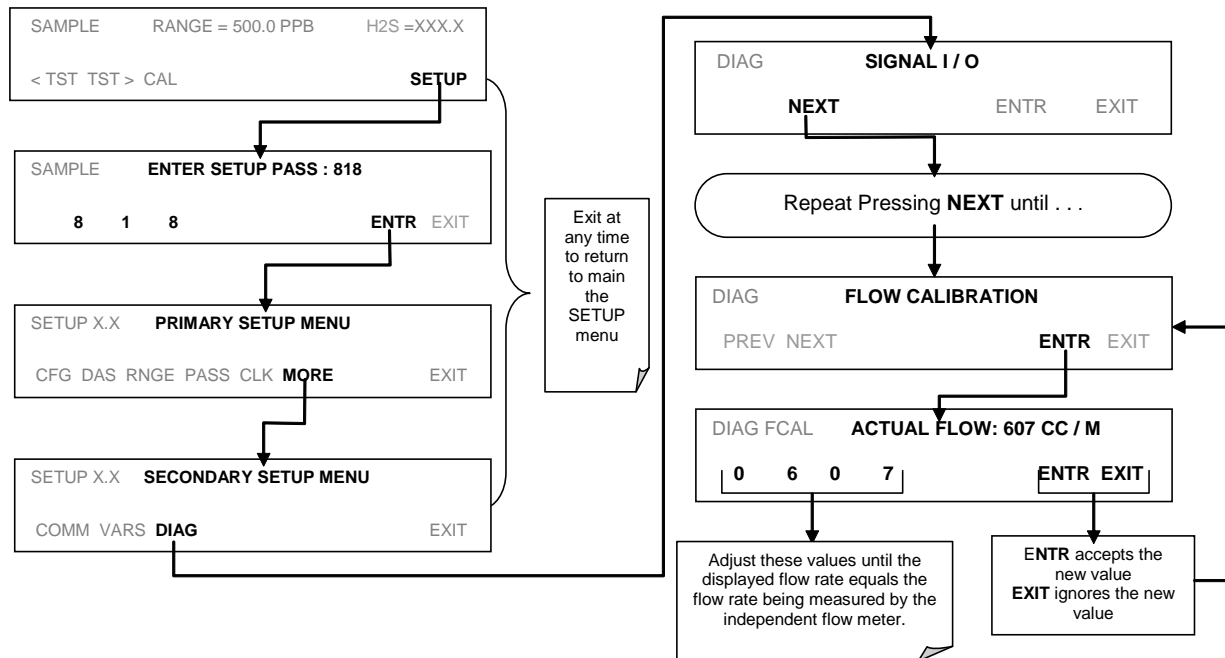 SAMPLE RANGE = 500.0 PPB H2S =XXX.X
< TST TST > CAL SETUP
SAMPLE ENTER SETUP PASS : 818
8 1 8 ENTR EXIT
SETUP X.X PRIMARY SETUP MENU
CFG DAS RNGE PASS CLK MORE EXIT
SETUP X.X SECONDARY SETUP MENU
COMM VARS DIAG EXIT
Exit at
any time
to return
to main
the
SETUP
menu
DIAG SIGNAL I / O
NEXT ENTR EXIT
Repeat Pressing NEXT until . . .
DIAG FLOW CALIBRATION
PREV NEXT ENTR EXIT
DIAG FCAL ACTUAL FLOW: 607 CC / M
0 6 0 7 ENTR EXIT
Adjust these values until the
displayed flow rate equals the
flow rate being measured by the
independent flow meter.
ENTR accepts the
new value
EXIT ignores the new
value